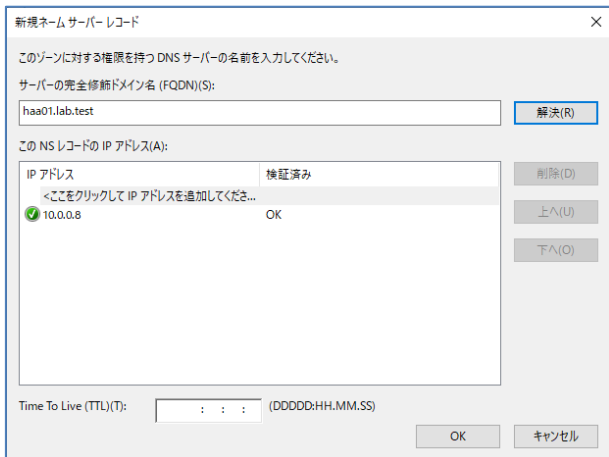 新規ネーム サーバー レコード
このゾーンに対する権限を持つ DNS サーバーの名前を入力してください。
サーバーの完全修飾ドメイン名 (FQDN)(S):
haa01.lab.test
解決(R)
この NS レコードの IP アドレス(A):
IP アドレス 検証済み
<ここをクリックして IP アドレスを追加してくださ...
10.0.0.8 OK
削除(D)
上へ(U)
下へ(O)
Time To Live (TTL)(T): : : : (DDDDD:HH.MM.SS)
OK キャンセル